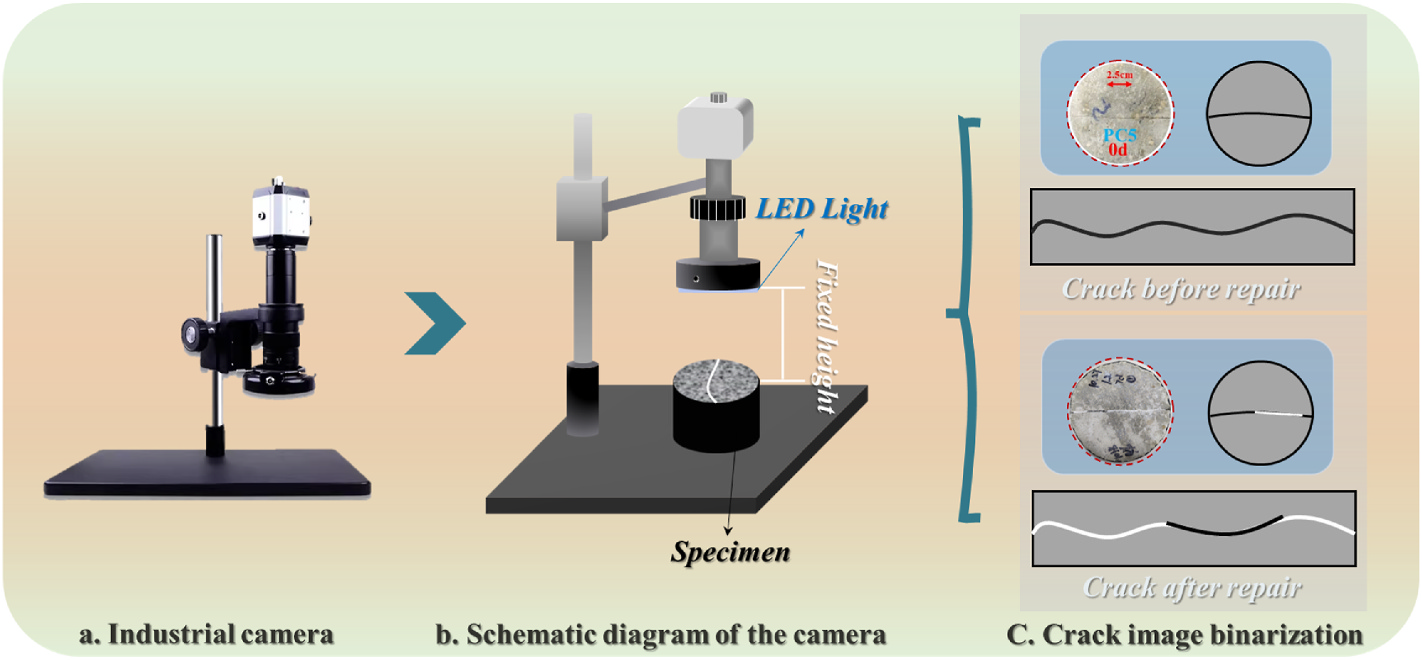 LED Light
Fixed height
Specimen
2.5cm
PC5
0d
Crack before repair
Crack after repair
a. Industrial camera
b. Schematic diagram of the camera
C. Crack image binarization